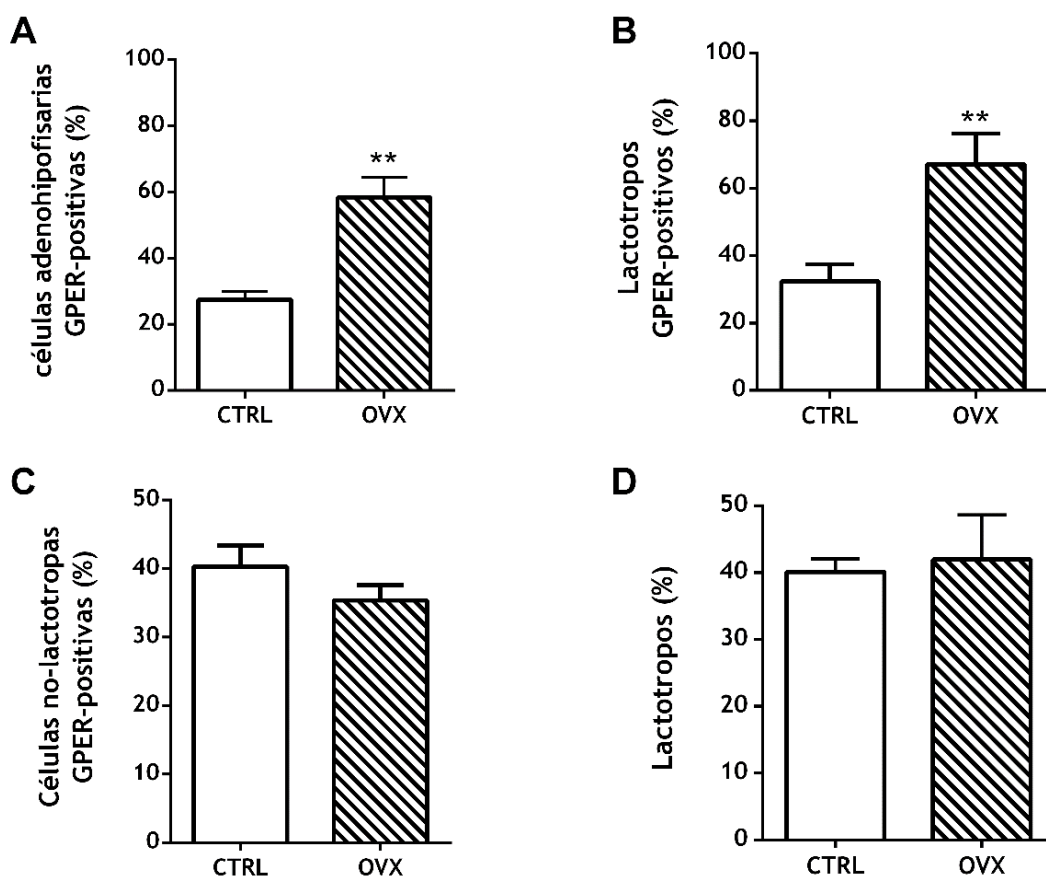 A
células adenohipofisarias
GPER-positivas (%)
100
80
60
40
20
0
**
CTRL
OVX
B
Lactotropos
GPER-positivos (%)
100
80
60
40
20
0
**
CTRL
OVX
C
Células no-lactotropas
GPER-positivas (%)
50
40
30
20
10
0
CTRL
OVX
D
Lactotropos (%)
50
40
30
20
10
0
CTRL
OVX